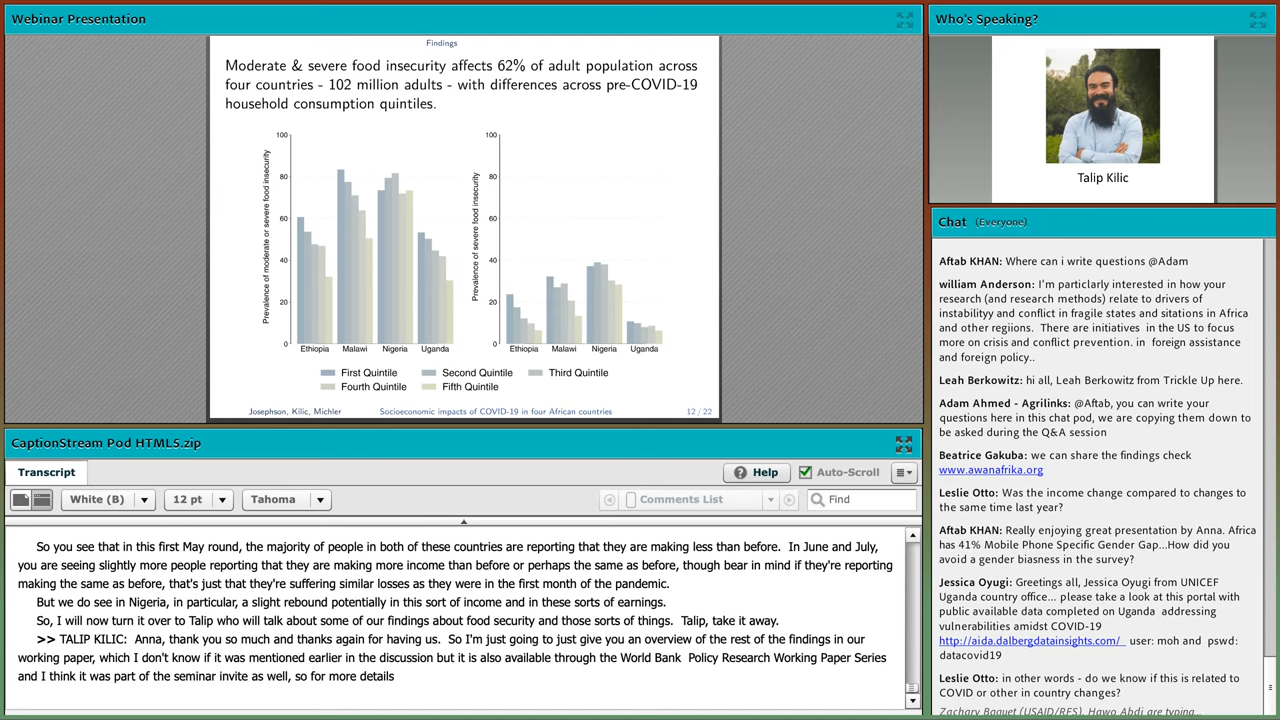 Webinar Presentation
Findings
Moderate & severe food insecurity affects 62% of adult population across
four countries - 102 million adults - with differences across pre-COVID-19
household consumption quintiles.
Prevalence of moderate or severe food insecurity
100
80
60
40
20
0
Ethiopia Malawi Nigeria Uganda
Prevalence of severe food insecurity
100
80
60
40
20
0
Ethiopia Malawi Nigeria Uganda
First Quintile Second Quintile Third Quintile
Fourth Quintile Fifth Quintile
Josephson, Kilic, Michler Socioeconomic impacts of COVID-19 in four African countries 12 / 22
CaptionStream Pod HTML5.zip
Transcript Help Auto-Scroll
White (B) 12 pt Tahoma Comments List Find
So you see that in this first May round, the majority of people in both of these countries are reporting that they are making less than before. In June and July,
you are seeing slightly more people reporting that they are making more income than before or perhaps the same as before, though bear in mind if they're reporting
making the same as before, that's just that they're suffering similar losses as they were in the first month of the pandemic.
But we do see in Nigeria, in particular, a slight rebound potentially in this sort of income and in these sorts of earnings.
So, I will now turn it over to Talip who will talk about some of our findings about food security and those sorts of things. Talip, take it away.
>> TALIP KILIC: Anna, thank you so much and thanks again for having us. So I'm just going to just give you an overview of the rest of the findings in our
working paper, which I don't know if it was mentioned earlier in the discussion but it is also available through the World Bank Policy Research Working Paper Series
and I think it was part of the seminar invite as well, so for more details
Who's Speaking?
Talip Kilic
Chat (Everyone)
Aftab KHAN: Where can i write questions @Adam
william Anderson: I'm particlarly interested in how your
research (and research methods) relate to drivers of
instabilityy and conflict in fragile states and sitations in Africa
and other regiions. There are initiatives in the US to focus
more on crisis and conflict prevention. in foreign assistance
and foreign policy..
Leah Berkowitz: hi all, Leah Berkowitz from Trickle Up here.
Adam Ahmed - Agrilinks: @Aftab, you can write your
questions here in this chat pod, we are copying them down to
be asked during the Q&A session
Beatrice Gakuba: we can share the findings check
www.awanafrika.org
Leslie Otto: Was the income change compared to changes to
the same time last year?
Aftab KHAN: Really enjoying great presentation by Anna. Africa
has 41% Mobile Phone Specific Gender Gap...How did you
avoid a gender biasness in the survey?
Jessica Oyugi: Greetings all, Jessica Oyugi from UNICEF
Uganda country office... please take a look at this portal with
public available data completed on Uganda addressing
vulnerabilities amidst COVID-19
http://aida.dalbergdatainsights.com/ user: moh and pswd:
datacovid19
Leslie Otto: in other words - do we know if this is related to
COVID or other in country changes?
Zachary Baquet (USAID/RFS), Hawo Abdi are typing...